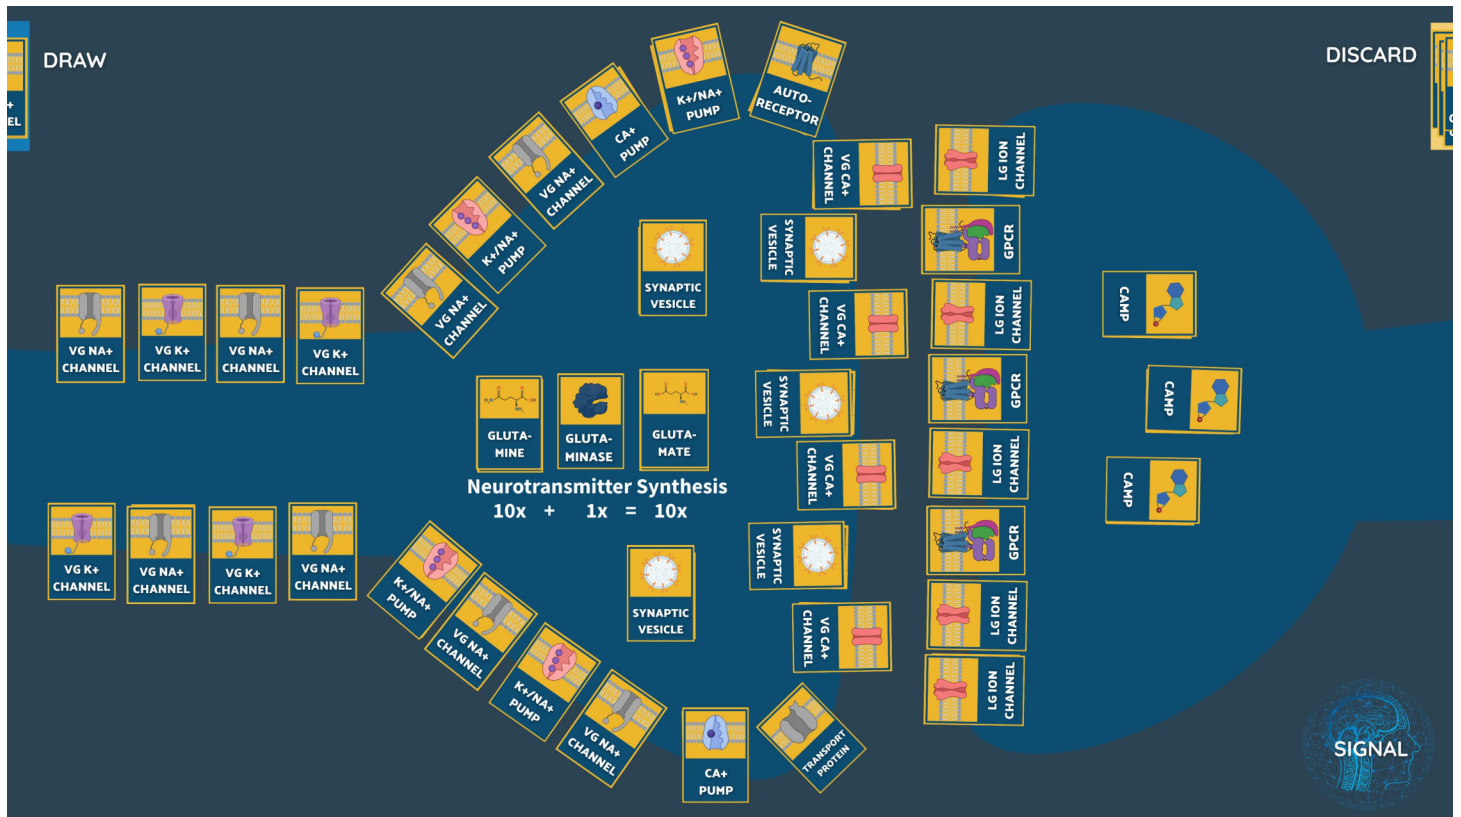 DRAW
DISCARD
+
EL
K+/NA+
PUMP
AUTO-
RECEPTOR
CA+
PUMP
VG NA+
CHANNEL
K+/NA+
PUMP
VG NA+
CHANNEL
VG CA+
CHANNEL
LG ION
CHANNEL
SYNAPTIC
VESICLE
SYNAPTIC
VESICLE
GPCR
VG NA+
CHANNEL
VG K+
CHANNEL
VG NA+
CHANNEL
VG K+
CHANNEL
VG CA+
CHANNEL
LG ION
CHANNEL
CAMP
GLUTA-
MINE
GLUTA-
MINASE
GLUTA-
MATE
SYNAPTIC
VESICLE
GPCR
CAMP
Neurotransmitter Synthesis
10x + 1x = 10x
VG CA+
CHANNEL
LG ION
CHANNEL
CAMP
VG K+
CHANNEL
VG NA+
CHANNEL
VG K+
CHANNEL
VG NA+
CHANNEL
K+/NA+
PUMP
VG NA+
CHANNEL
K+/NA+
PUMP
VG NA+
CHANNEL
SYNAPTIC
VESICLE
SYNAPTIC
VESICLE
GPCR
VG CA+
CHANNEL
LG ION
CHANNEL
LG ION
CHANNEL
CA+
PUMP
TRANSPORT
PROTEIN
SIGNAL